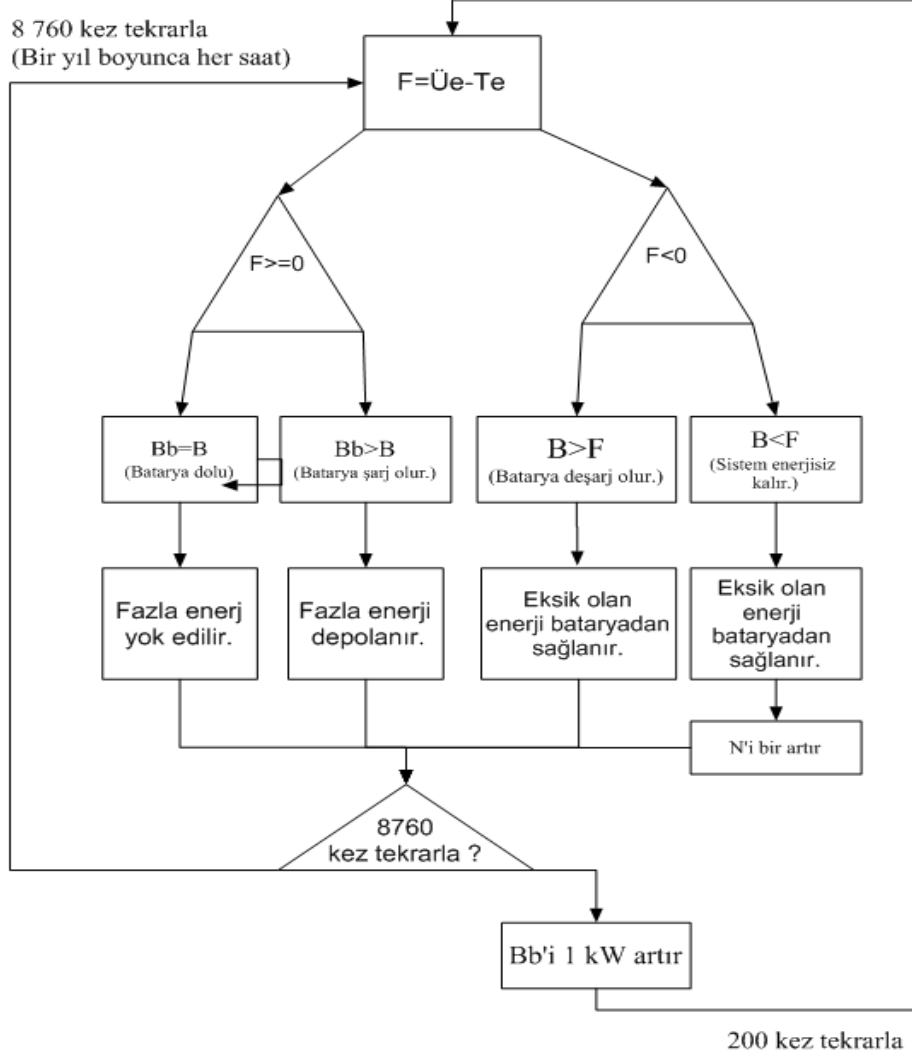 8 760 kez tekrarla
(Bir yıl boyunca her saat)
F=Üe-Te
F>=0
F<0
Bb=B
(Batarya dolu)
Bb>B
(Batarya şarj olur.)
B>F
(Batarya deşarj olur.)
B<F
(Sistem enerjisiz
kalır.)
Fazla enerj
yok edilir.
Fazla enerji
depolanır.
Eksik olan
enerji bataryadan
sağlanır.
Eksik olan
enerji
bataryadan
sağlanır.
N'i bir artır
8760
kez tekrarla ?
Bb'i 1 kW artır
200 kez tekrarla